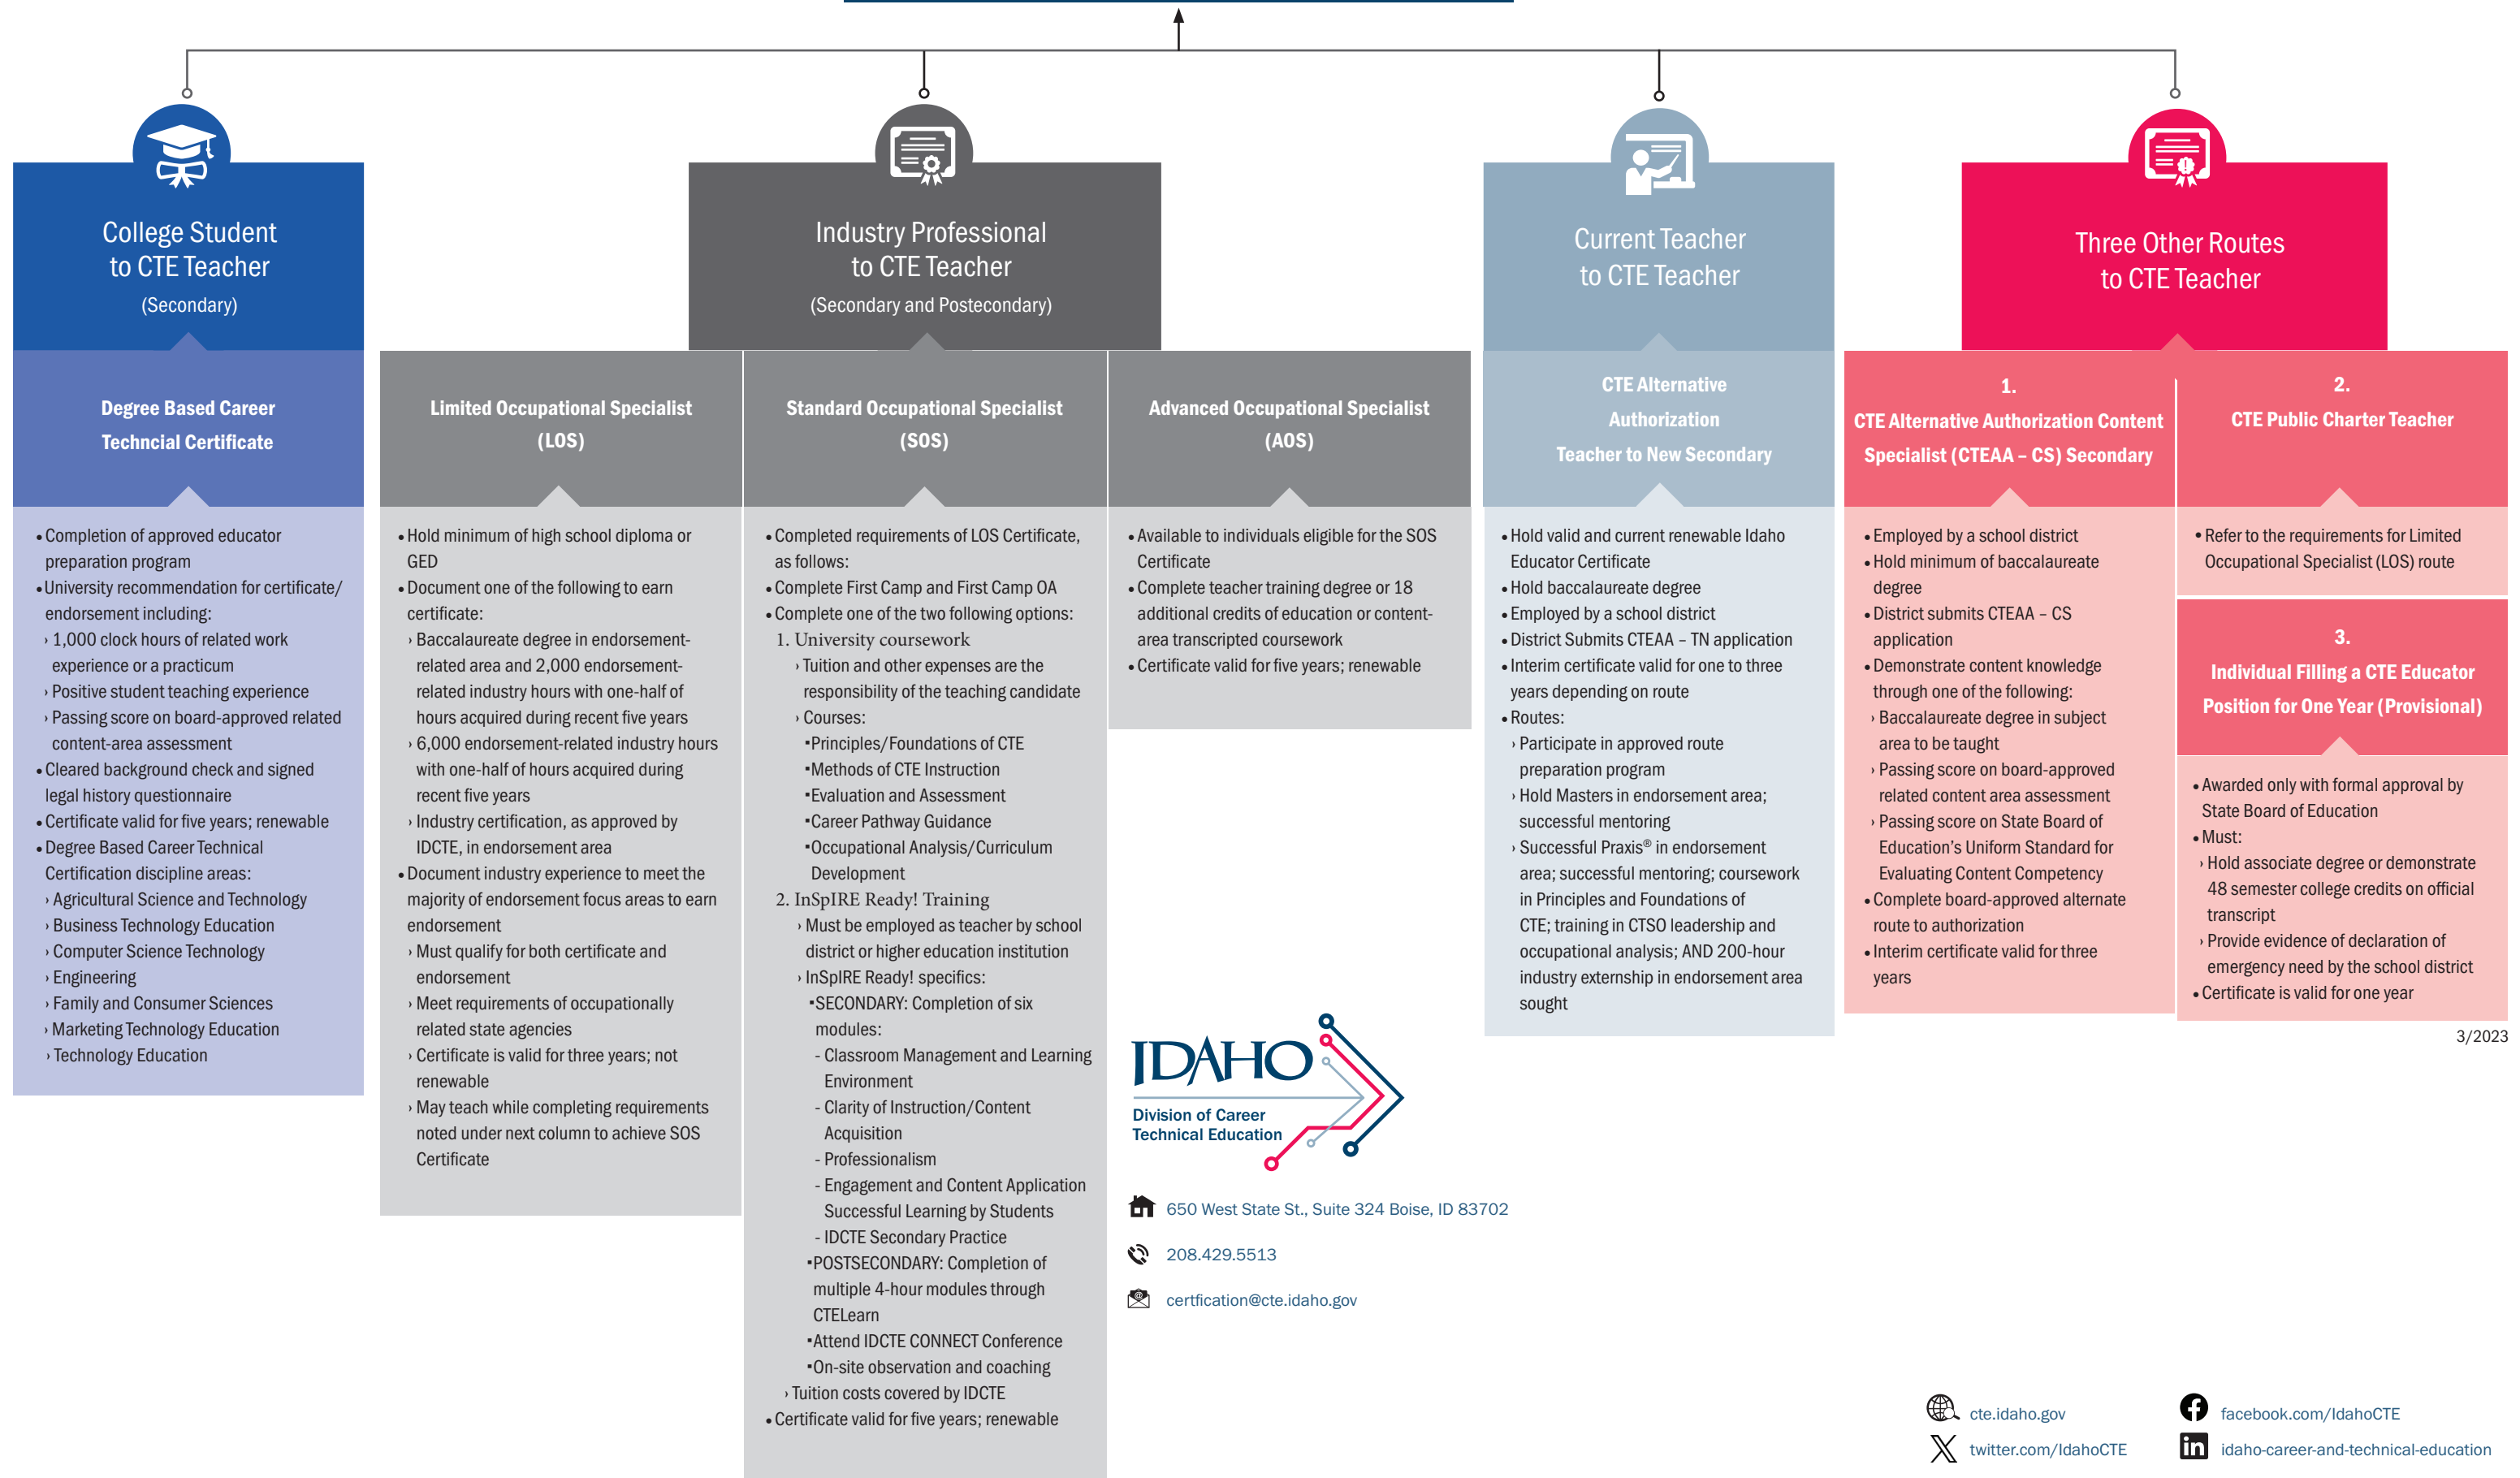 College Student
to CTE Teacher
(Secondary)
Degree Based Career
Techncial Certificate
• Completion of approved educator
preparation program
• University recommendation for certificate/
endorsement including:
› 1,000 clock hours of related work
experience or a practicum
› Positive student teaching experience
› Passing score on board-approved related
content-area assessment
• Cleared background check and signed
legal history questionnaire
• Certificate valid for five years; renewable
• Degree Based Career Technical
Certification discipline areas:
› Agricultural Science and Technology
› Business Technology Education
› Computer Science Technology
› Engineering
› Family and Consumer Sciences
› Marketing Technology Education
› Technology Education
Industry Professional
to CTE Teacher
(Secondary and Postecondary)
Limited Occupational Specialist
(LOS)
• Hold minimum of high school diploma or
GED
• Document one of the following to earn
certificate:
› Baccalaureate degree in endorsement-
related area and 2,000 endorsement-
related industry hours with one-half of
hours acquired during recent five years
› 6,000 endorsement-related industry hours
with one-half of hours acquired during
recent five years
› Industry certification, as approved by
IDCTE, in endorsement area
• Document industry experience to meet the
majority of endorsement focus areas to earn
endorsement
› Must qualify for both certificate and
endorsement
› Meet requirements of occupationally
related state agencies
› Certificate is valid for three years; not
renewable
› May teach while completing requirements
noted under next column to achieve SOS
Certificate
Standard Occupational Specialist
(SOS)
• Completed requirements of LOS Certificate,
as follows:
• Complete First Camp and First Camp OA
• Complete one of the two following options:
1. University coursework
› Tuition and other expenses are the
responsibility of the teaching candidate
› Courses:
▪Principles/Foundations of CTE
▪Methods of CTE Instruction
▪Evaluation and Assessment
▪Career Pathway Guidance
▪Occupational Analysis/Curriculum
Development
2. InSpIRE Ready! Training
› Must be employed as teacher by school
district or higher education institution
› InSpIRE Ready! specifics:
▪SECONDARY: Completion of six
modules:
- Classroom Management and Learning
Environment
- Clarity of Instruction/Content
Acquisition
- Professionalism
- Engagement and Content Application
Successful Learning by Students
- IDCTE Secondary Practice
▪POSTSECONDARY: Completion of
multiple 4-hour modules through
CTELearn
▪Attend IDCTE CONNECT Conference
▪On-site observation and coaching
› Tuition costs covered by IDCTE
• Certificate valid for five years; renewable
Advanced Occupational Specialist
(AOS)
• Available to individuals eligible for the SOS
Certificate
• Complete teacher training degree or 18
additional credits of education or content-
area transcripted coursework
• Certificate valid for five years; renewable
Current Teacher
to CTE Teacher
CTE Alternative
Authorization
Teacher to New Secondary
• Hold valid and current renewable Idaho
Educator Certificate
• Hold baccalaureate degree
• Employed by a school district
• District Submits CTEAA – TN application
• Interim certificate valid for one to three
years depending on route
• Routes:
› Participate in approved route
preparation program
› Hold Masters in endorsement area;
successful mentoring
› Successful Praxis® in endorsement
area; successful mentoring; coursework
in Principles and Foundations of
CTE; training in CTSO leadership and
occupational analysis; AND 200-hour
industry externship in endorsement area
sought
Three Other Routes
to CTE Teacher
1.
CTE Alternative Authorization Content
Specialist (CTEAA – CS) Secondary
• Employed by a school district
• Hold minimum of baccalaureate
degree
• District submits CTEAA – CS
application
• Demonstrate content knowledge
through one of the following:
› Baccalaureate degree in subject
area to be taught
› Passing score on board-approved
related content area assessment
› Passing score on State Board of
Education's Uniform Standard for
Evaluating Content Competency
• Complete board-approved alternate
route to authorization
• Interim certificate valid for three
years
2.
CTE Public Charter Teacher
• Refer to the requirements for Limited
Occupational Specialist (LOS) route
3.
Individual Filling a CTE Educator
Position for One Year (Provisional)
• Awarded only with formal approval by
State Board of Education
• Must:
› Hold associate degree or demonstrate
48 semester college credits on official
transcript
› Provide evidence of declaration of
emergency need by the school district
• Certificate is valid for one year
3/2023
IDAHO
Division of Career
Technical Education
650 West State St., Suite 324 Boise, ID 83702
208.429.5513
certfication@cte.idaho.gov
cte.idaho.gov
twitter.com/IdahoCTE
facebook.com/IdahoCTE
idaho-career-and-technical-education